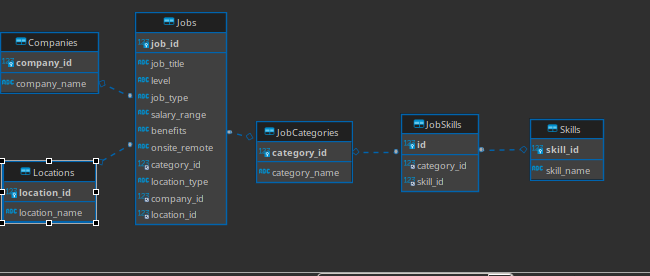 Companies
company_id
company_name
Locations
location_id
location_name
Jobs
job_id
job_title
level
job_type
salary_range
benefits
onsite_remote
category_id
location_type
company_id
location_id
JobCategories
category_id
category_name
JobSkills
id
category_id
skill_id
Skills
skill_id
skill_name